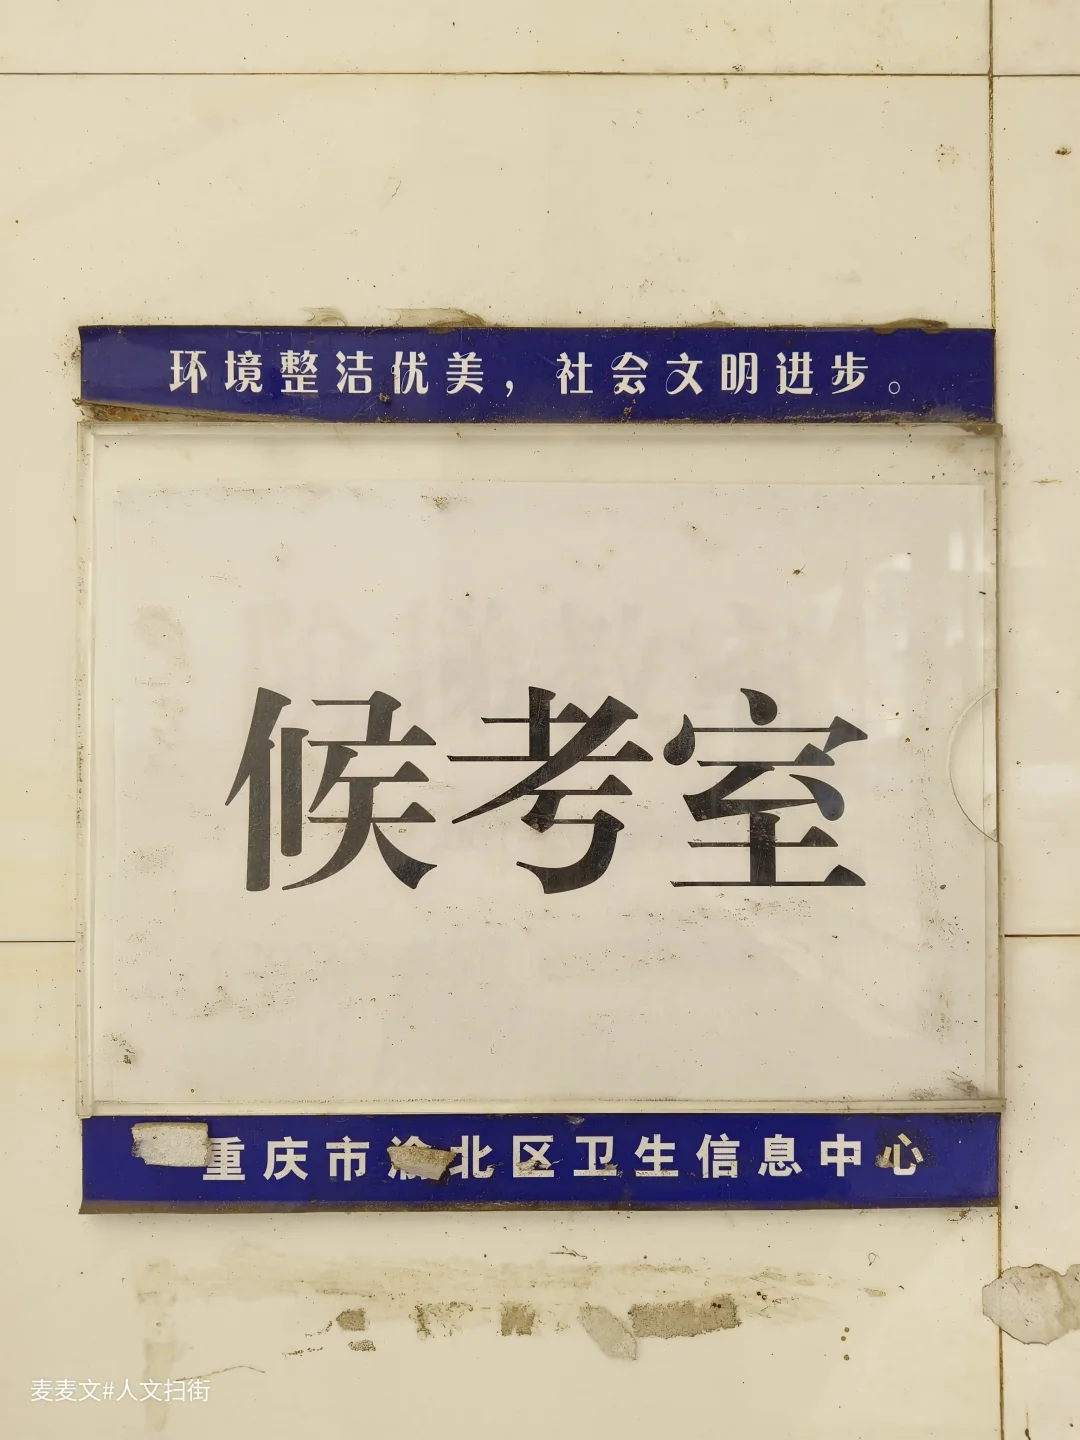 环境整洁优美，社会文明进步。
候考室
重庆市渝北区卫生信息中心
麦麦文#人文扫街